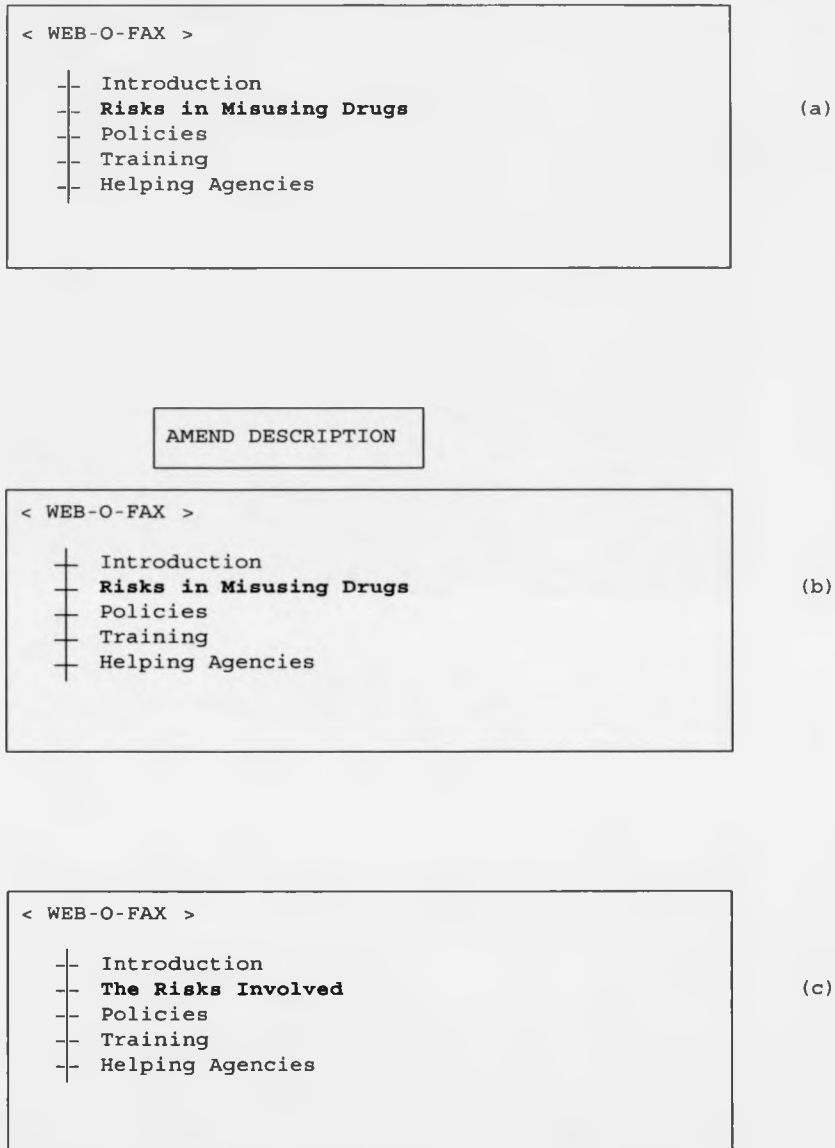 < WEB-O-FAX >
Introduction
Risks in Misusing Drugs
(a)
Policies
Training
Helping Agencies
AMEND DESCRIPTION
< WEB-O-FAX >
Introduction
Risks in Misusing Drugs
(b)
Policies
Training
Helping Agencies
< WEB-O-FAX >
Introduction
The Risks Involved
(c)
Policies
Training
Helping Agencies